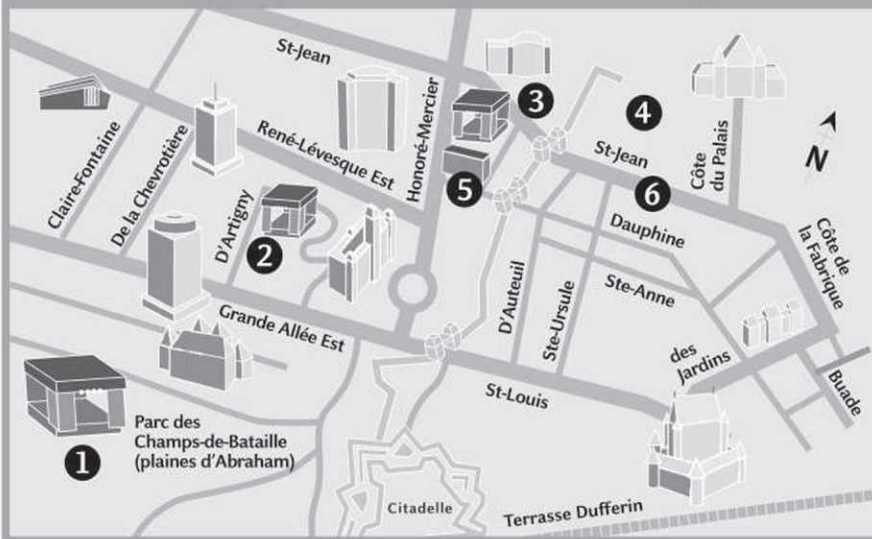 St-Jean
Claire-Fontaine
De la Chevrotière
René-Lévesque Est
Honoré-Mercier
3
4
5
St-Jean
6
Côte
du Palais
N
D'Artigny
2
Dauphine
Côte de
la Fabrique
Grande Allée Est
D'Auteuil
Ste-Ursule
Ste-Anne
des
Jardins
Buade
St-Louis
1
Parc des
Champs-de-Bataille
(plaines d'Abraham)
Citadelle
Terrasse Dufferin